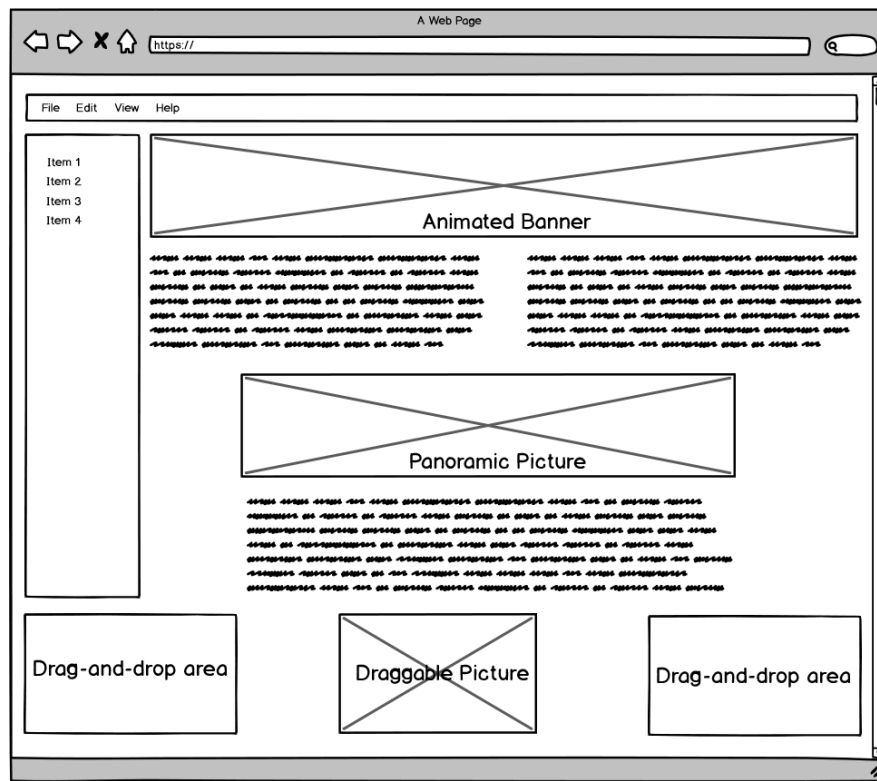 A Web Page
https://
File Edit View Help
Item 1
Item 2
Item 3
Item 4
Animated Banner
Panoramic Picture
Drag-and-drop area
Draggable Picture
Drag-and-drop area